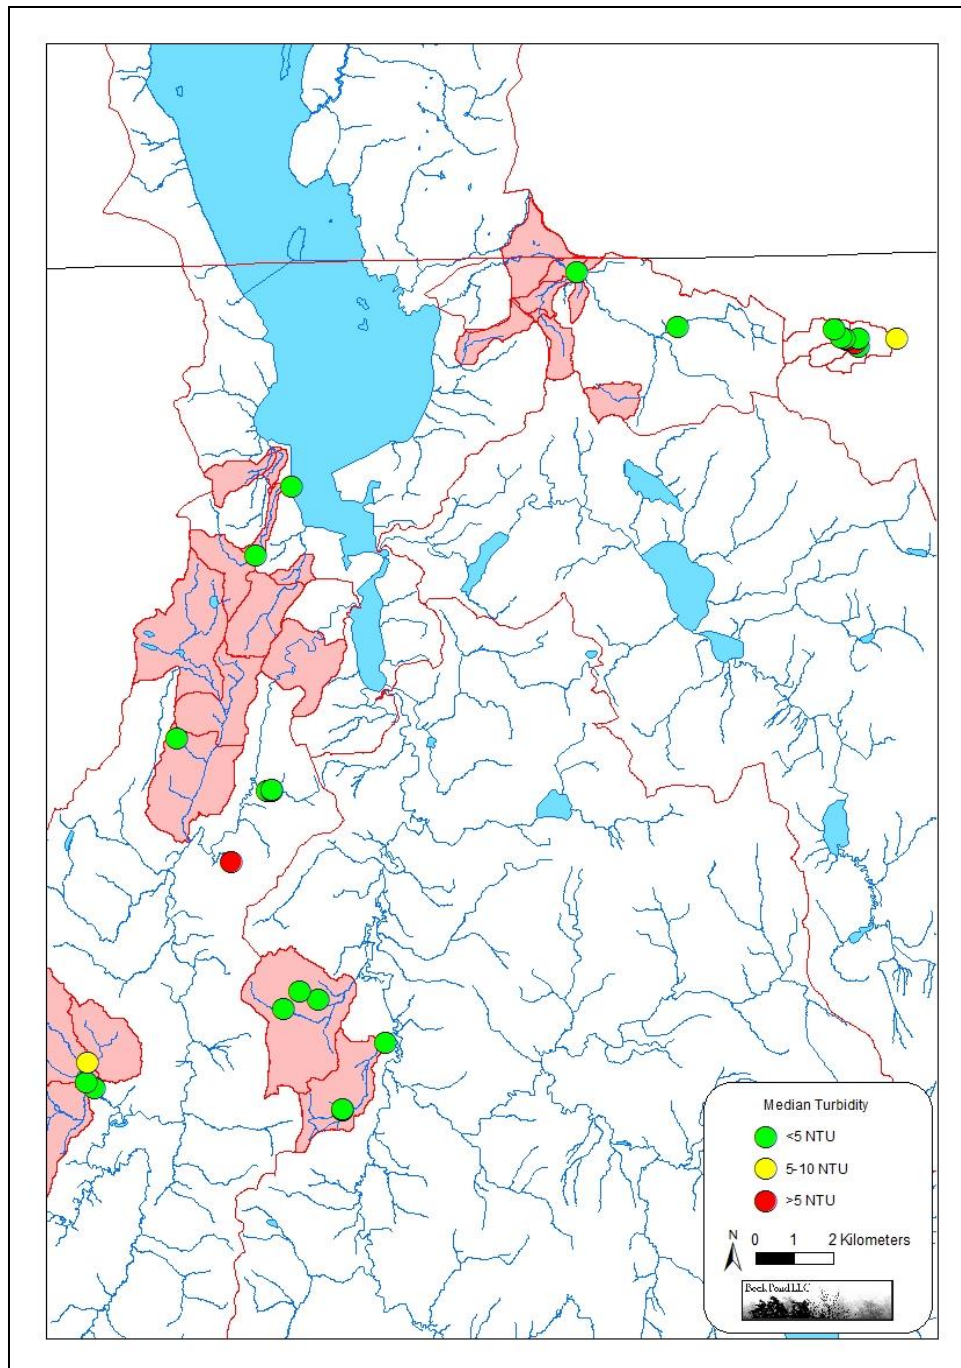 Median Turbidity
<5 NTU
5-10 NTU
>5 NTU
N
0 1 2 Kilometers
Beck Pond LLC